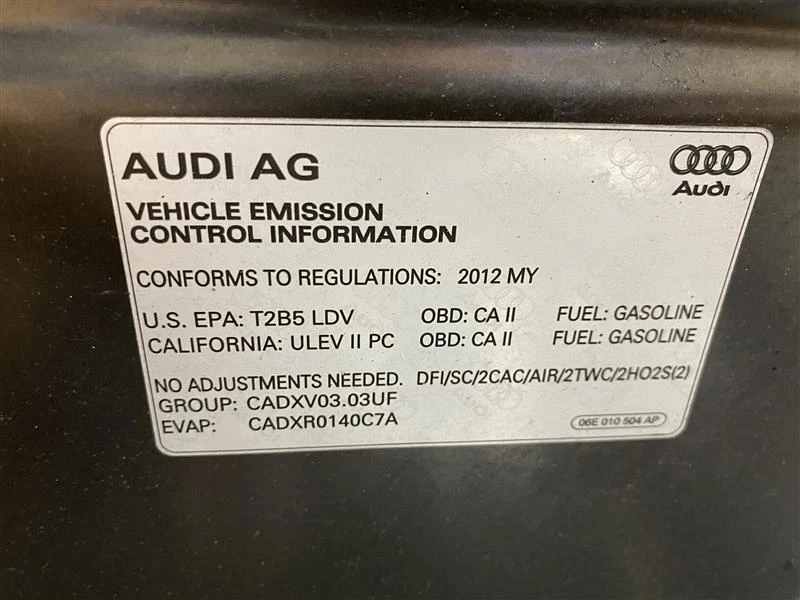 AUDI AG
Audi
VEHICLE EMISSION
CONTROL INFORMATION
CONFORMS TO REGULATIONS: 2012 MY
U.S. EPA: T2B5 LDV OBD: CA II FUEL: GASOLINE
CALIFORNIA: ULEV II PC OBD: CA II FUEL: GASOLINE
NO ADJUSTMENTS NEEDED. DFI/SC/2CAC/AIR/2TWC/2HO2S(2)
GROUP: CADXV03.03UF
EVAP: CADXR0140C7A
06E 010 504 AP